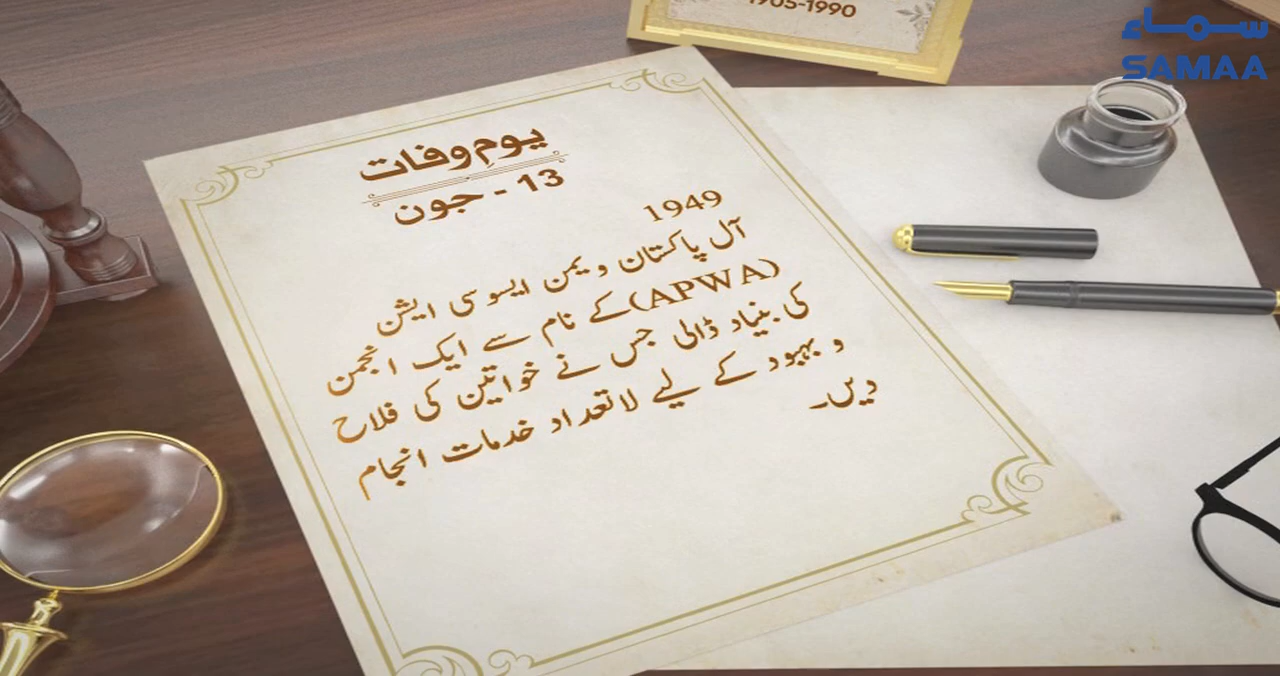 سماء
SAMAA
1905-1990
یومِ وفات
13 - جون
1949
آل پاکستان ویمن ایسوسی ایشن
(APWA) کے نام سے ایک انجمن
کی بنیاد ڈالی جس نے خواتین کی فلاح
و بہبود کے لیے لاتعداد خدمات انجام
دیں۔